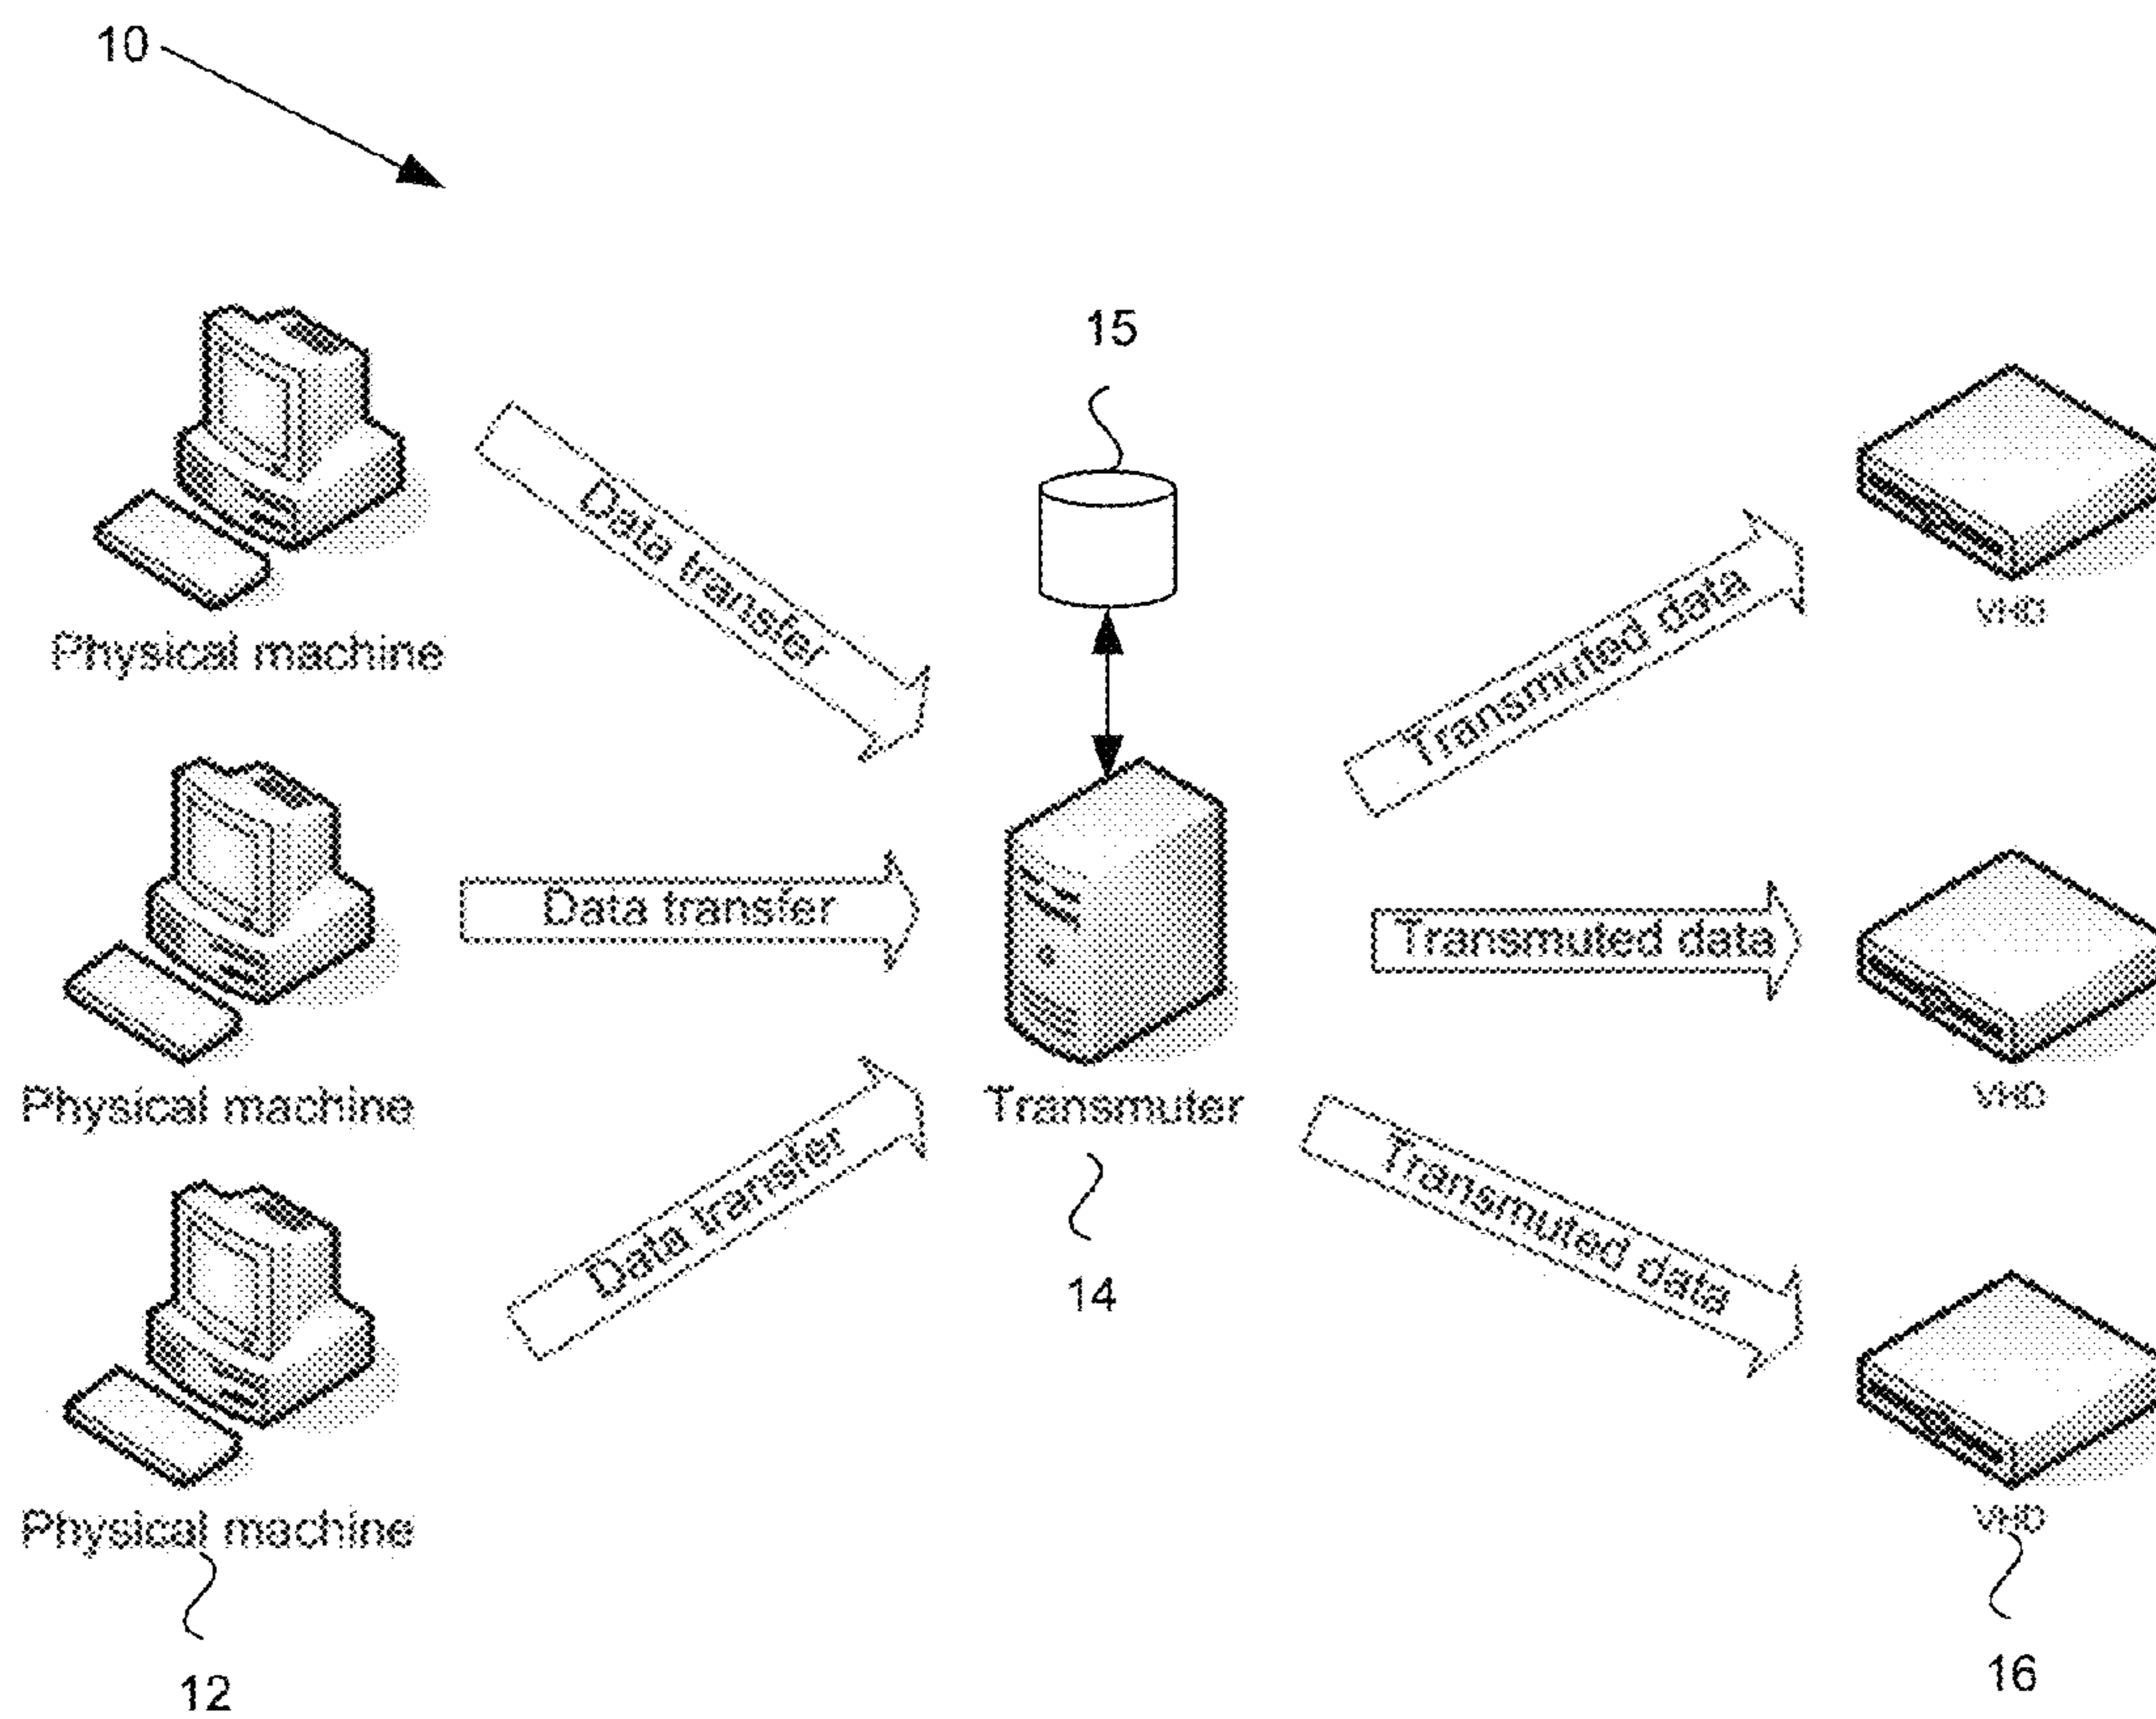 10
15
Data transfer
VHD
Transmuted data
Physical machine
Data transfer
Transmuted data
Physical machine
Transmuter
VHD
Data transfer
Transmuted data
14
Physical machine
VHD
12
16